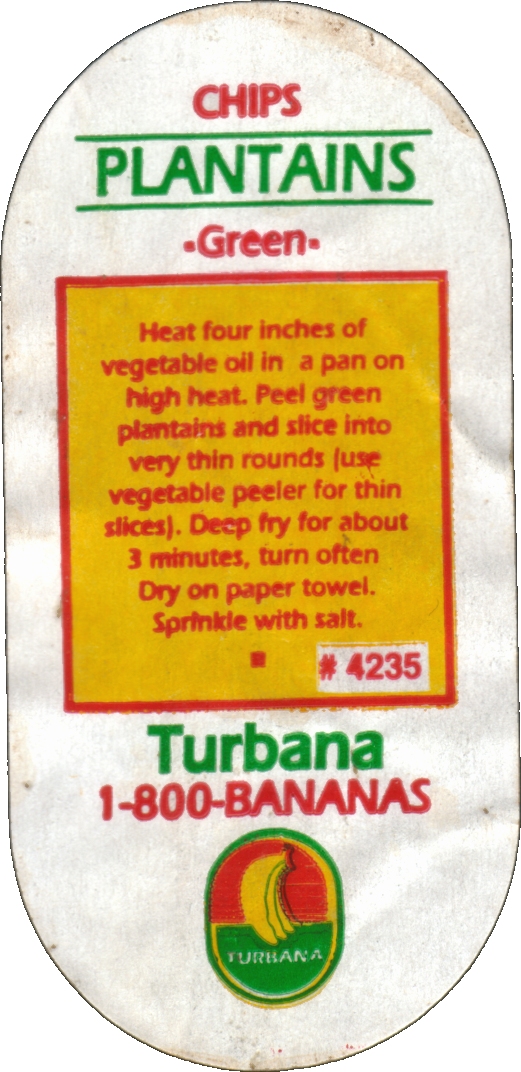 CHIPS
PLANTAINS
·Green·
Heat four inches of
vegetable oil in a pan on
high heat. Peel green
plantains and slice into
very thin rounds (use
vegetable peeler for thin
slices). Deep fry for about
3 minutes, turn often
Dry on paper towel.
Sprinkle with salt.
# 4235
Turbana
1-800-BANANAS
TURBANA